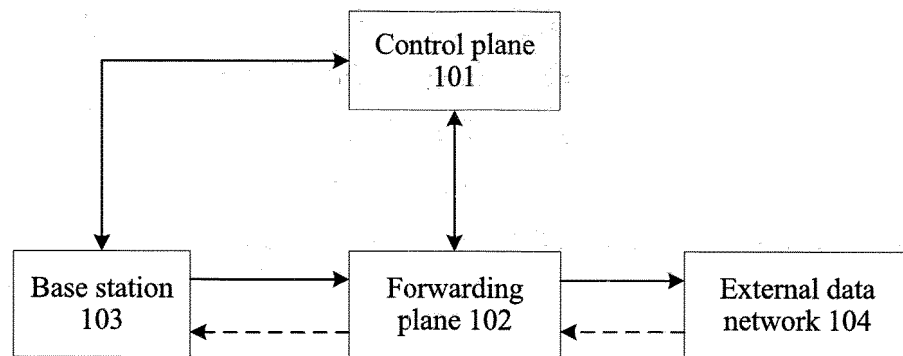 Control plane
101
Base station
103
Forwarding
plane 102
External data
network 104